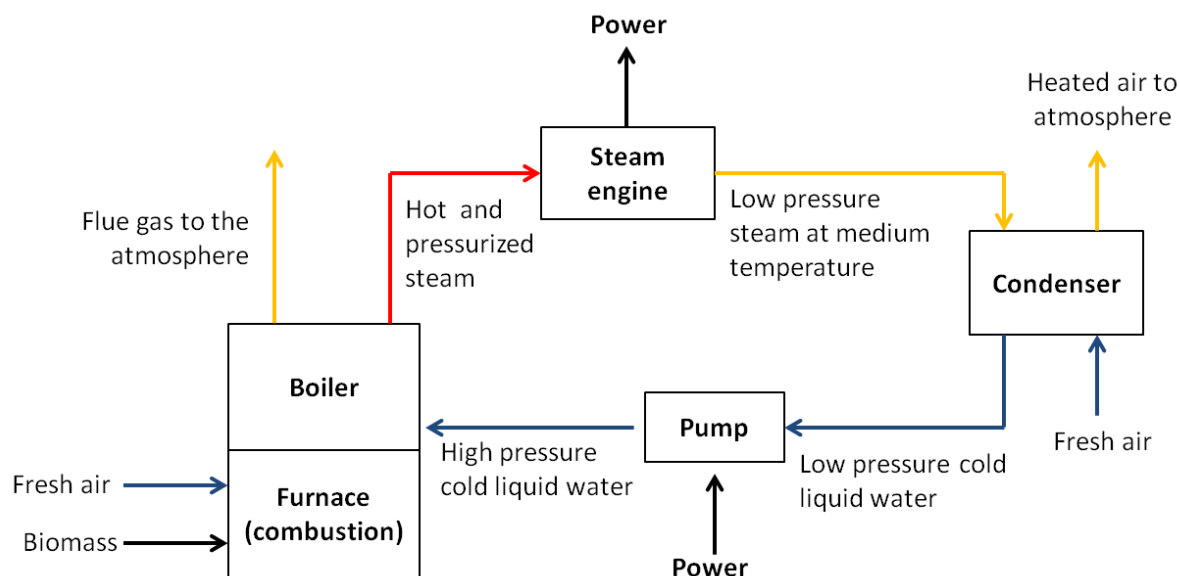 Power
Heated air to
atmosphere
Steam
engine
Flue gas to the
atmosphere
Hot and
pressurized
steam
Low pressure
steam at medium
temperature
Condenser
Boiler
Pump
High pressure
cold liquid water
Low pressure cold
liquid water
Fresh air
Fresh air
Furnace
(combustion)
Biomass
Power